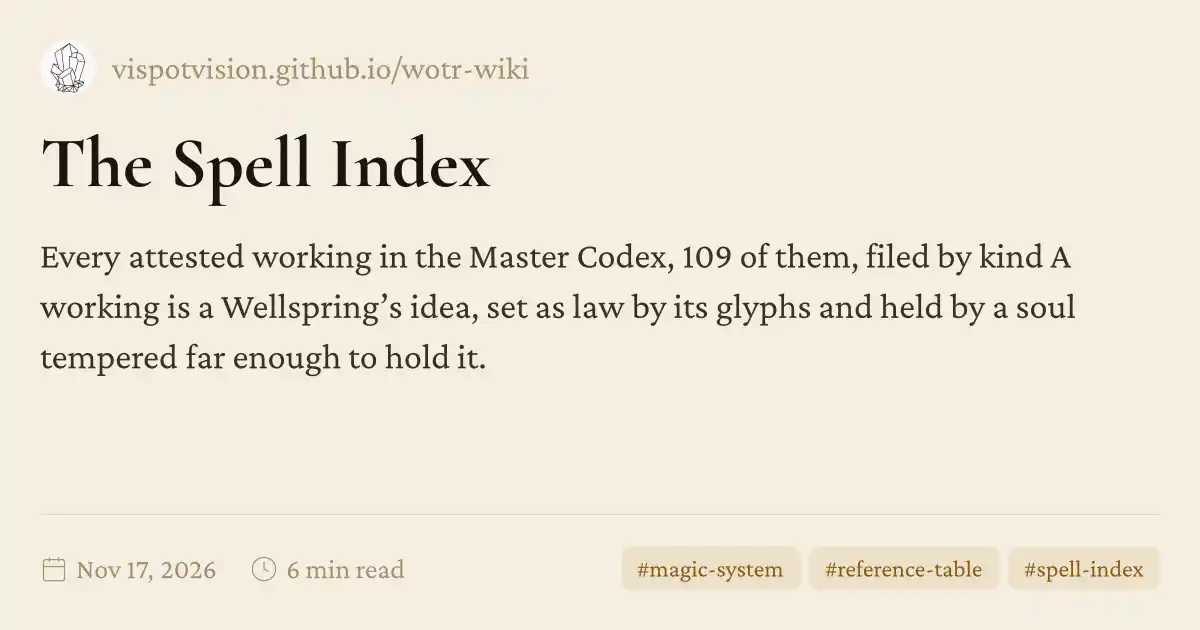 vispotvision.github.io/wotr-wiki
The Spell Index
Every attested working in the Master Codex, 109 of them, filed by kind A
working is a Wellspring’s idea, set as law by its glyphs and held by a soul
tempered far enough to hold it.
Nov 17, 2026 6 min read #magic-system #reference-table #spell-index